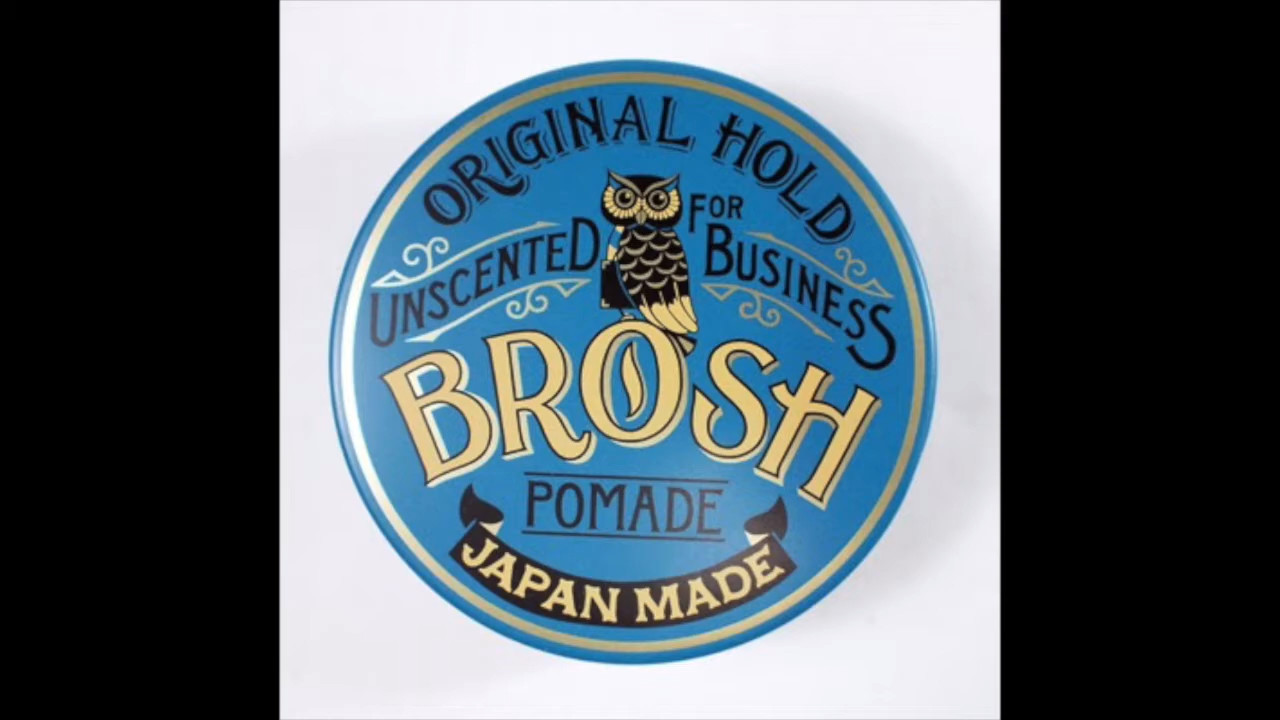 ORIGINAL HOLD
UNSCENTED FOR BUSINESS
BROSH
POMADE
JAPAN MADE